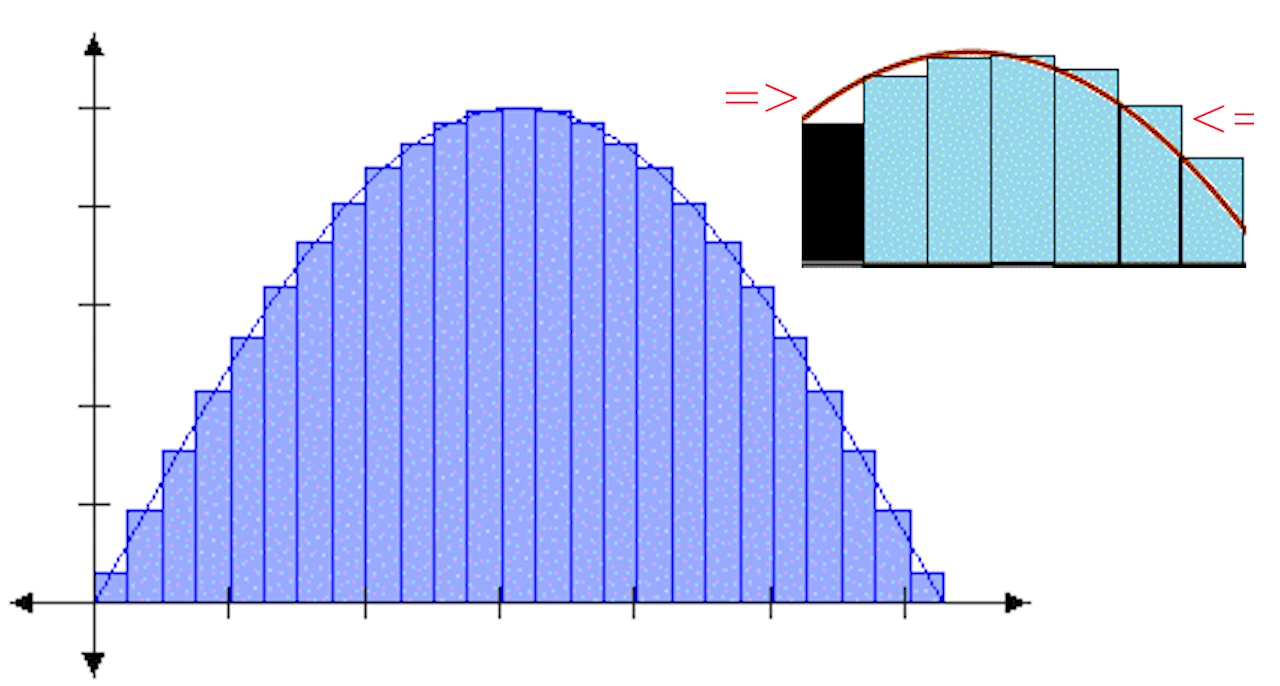 =>
<=